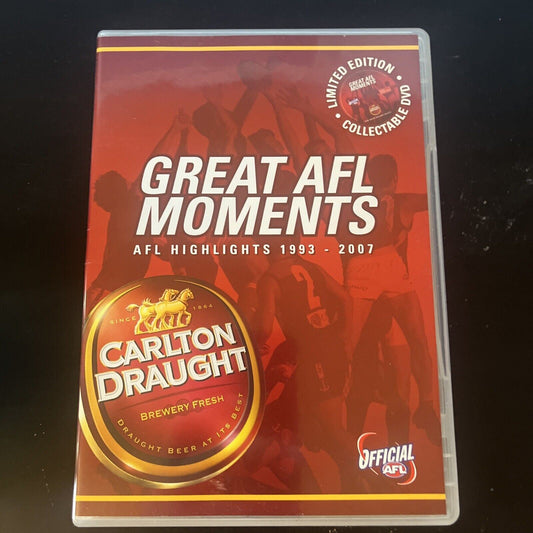 • LIMITED EDITION •
COLLECTABLE DVD
GREAT AFL
MOMENTS
GREAT AFL
MOMENTS
AFL HIGHLIGHTS 1993 - 2007
SINCE 1864
CARLTON
DRAUGHT
BREWERY FRESH
DRAUGHT BEER AT ITS BEST
OFFICIAL
AFL